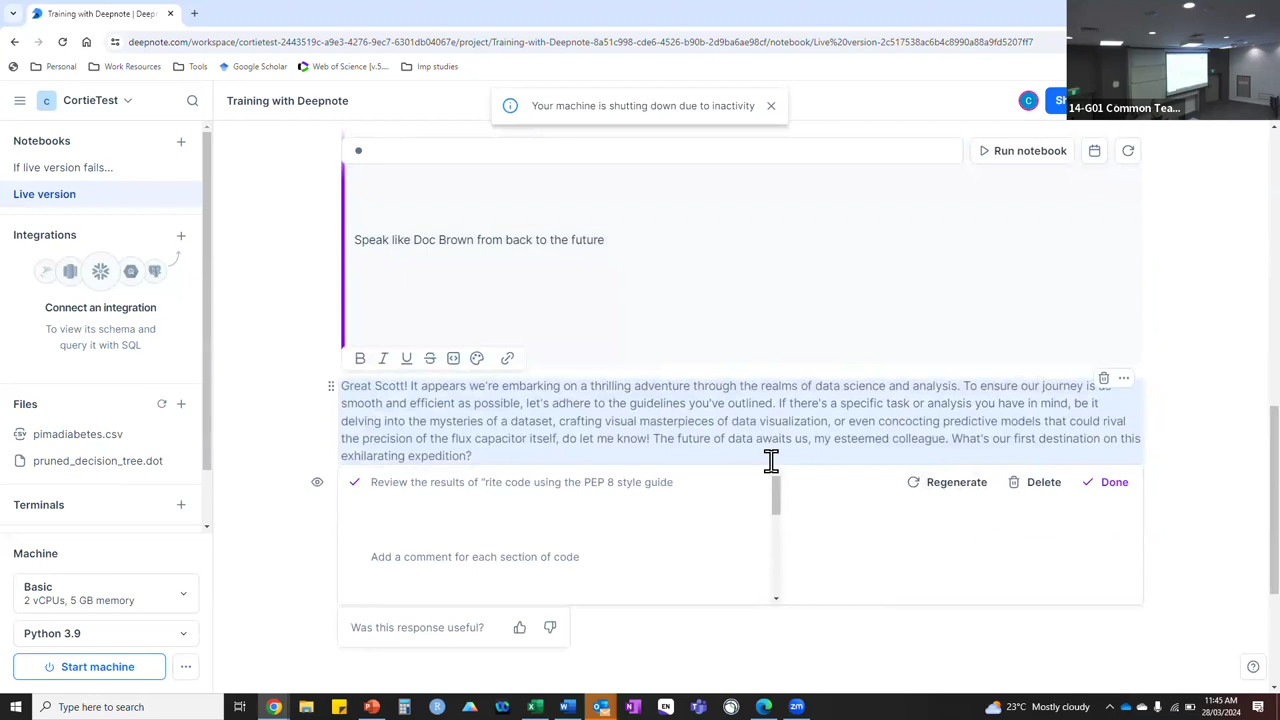 Training with Deepnote | Deep
deepnote.com/workspace/cortietest-2443519c-a9e3-4276-9ec7-c101db04067e/project/Training-with-Deepnote-8a51c998-cde6-4526-b90b-2d9ba6ae98cf/notebook/Live%20version-2c517538ac6b4c8990a88a9fd5207ff7
Personal
Work Resources
Tools
Google Scholar
Web of Science [v.5....
Imp studies
14-G01 Common Tea...
C
CortieTest
Training with Deepnote
Your machine is shutting down due to inactivity
C
Sh
Notebooks
If live version fails...
Live version
Run notebook
Integrations
Connect an integration
To view its schema and
query it with SQL
Speak like Doc Brown from back to the future
Files
pimadiabetes.csv
pruned_decision_tree.dot
Terminals
Machine
Basic
2 vCPUs, 5 GB memory
Python 3.9
Start machine
B I U S
Great Scott! It appears we're embarking on a thrilling adventure through the realms of data science and analysis. To ensure our journey is as
smooth and efficient as possible, let's adhere to the guidelines you've outlined. If there's a specific task or analysis you have in mind, be it
delving into the mysteries of a dataset, crafting visual masterpieces of data visualization, or even concocting predictive models that could rival
the precision of the flux capacitor itself, do let me know! The future of data awaits us, my esteemed colleague. What's our first destination on this
exhilarating expedition?
Review the results of "rite code using the PEP 8 style guide
Regenerate
Delete
Done
Add a comment for each section of code
Was this response useful?
Type here to search
EN
23°C Mostly cloudy
11:45 AM
28/03/2024